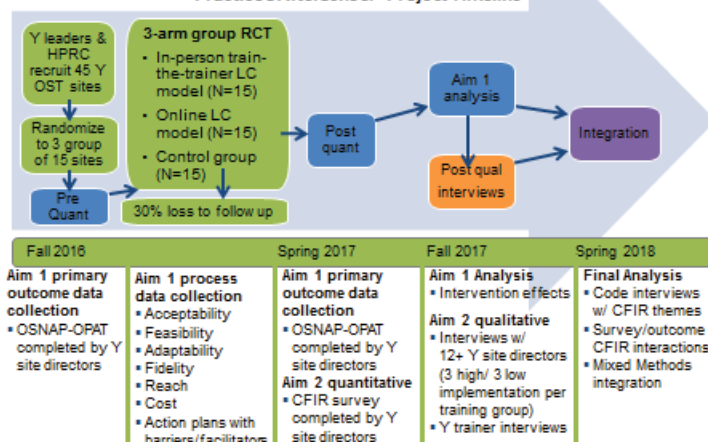 Project Timeline
Y leaders &
HPRC
recruit 45 Y
OST sites
Randomize
to 3 group
of 15 sites
Pre
Quant
3-arm group RCT
• In-person train-
the-trainer LC
model (N=15)
• Online LC
model (N=15)
• Control group
(N=15)
30% loss to follow up
Post
quant
Aim 1
analysis
Post qual
interviews
Integration
Fall 2016
Spring 2017
Fall 2017
Spring 2018
Aim 1 primary
outcome data
collection
▪ OSNAP-OPAT
completed by Y
site directors
Aim 1 process
data collection
▪ Acceptability
▪ Feasibility
▪ Adaptability
▪ Fidelity
▪ Reach
▪ Cost
▪ Action plans with
barriers/facilitators
Aim 1 primary
outcome data
collection
▪ OSNAP-OPAT
completed by Y
site directors
Aim 2 quantitative
▪ CFIR survey
completed by Y
site directors
Aim 1 Analysis
▪ Intervention effects
Aim 2 qualitative
▪ Interviews w/
12+ Y site directors
(3 high/ 3 low
implementation per
training group)
▪ Y trainer interviews
Final Analysis
▪ Code interviews
w/ CFIR themes
▪ Survey/outcome
CFIR interactions
▪ Mixed Methods
integration